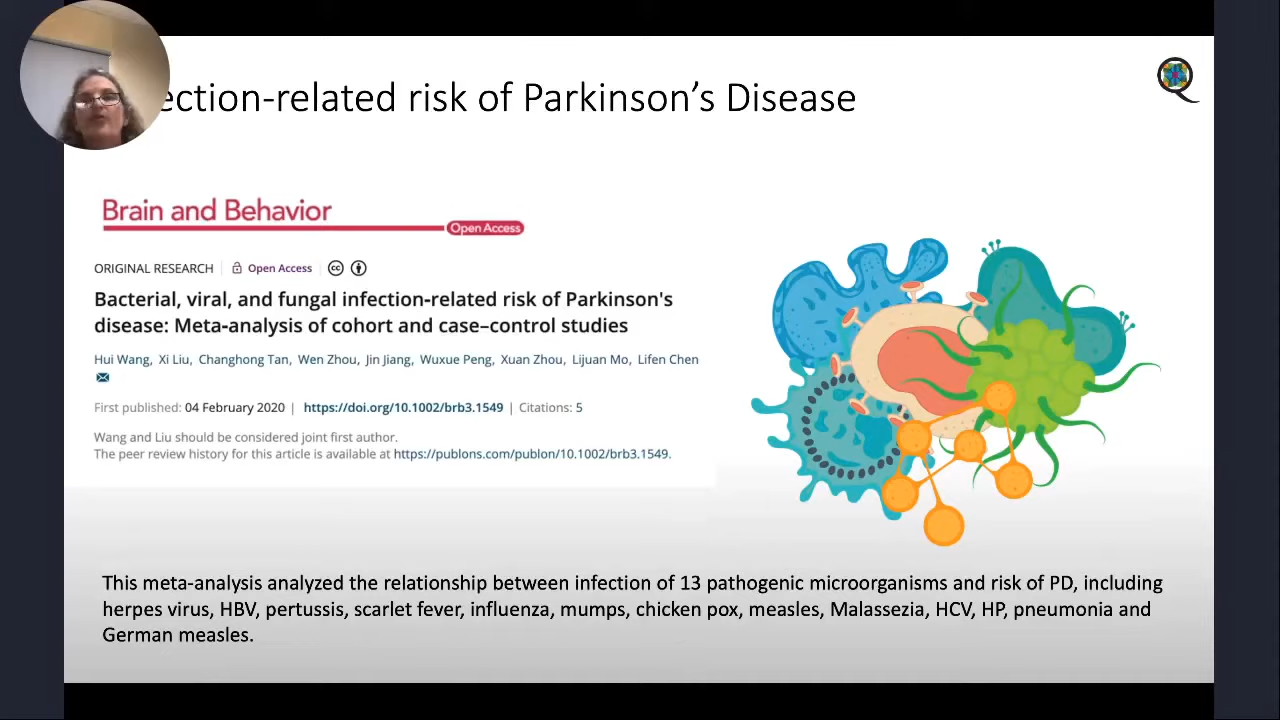 ection-related risk of Parkinson’s Disease
Brain and Behavior
Open Access
ORIGINAL RESEARCH Open Access
Bacterial, viral, and fungal infection-related risk of Parkinson's
disease: Meta-analysis of cohort and case–control studies
Hui Wang, Xi Liu, Changhong Tan, Wen Zhou, Jin Jiang, Wuxue Peng, Xuan Zhou, Lijuan Mo, Lifen Chen
First published: 04 February 2020 | https://doi.org/10.1002/brb3.1549 | Citations: 5
Wang and Liu should be considered joint first author.
The peer review history for this article is available at https://publons.com/publon/10.1002/brb3.1549.
This meta-analysis analyzed the relationship between infection of 13 pathogenic microorganisms and risk of PD, including
herpes virus, HBV, pertussis, scarlet fever, influenza, mumps, chicken pox, measles, Malassezia, HCV, HP, pneumonia and
German measles.